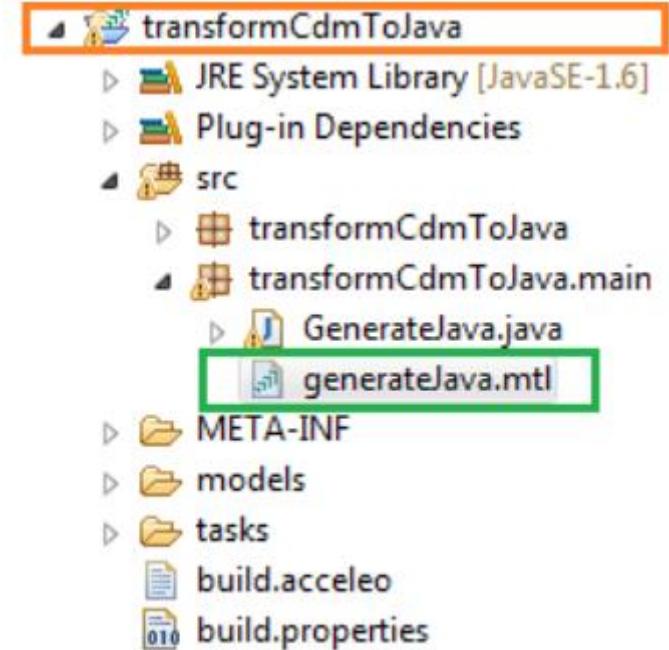 transformCdmToJava
JRE System Library [JavaSE-1.6]
Plug-in Dependencies
src
transformCdmToJava
transformCdmToJava.main
GenerateJava.java
generateJava.mtl
META-INF
models
tasks
build.acceleo
build.properties